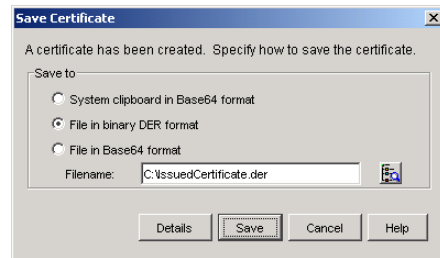 Save Certificate
A certificate has been created. Specify how to save the certificate.
Save to
System clipboard in Base64 format
File in binary DER format
File in Base64 format
Filename: C:\IssuedCertificate.der
Details Save Cancel Help